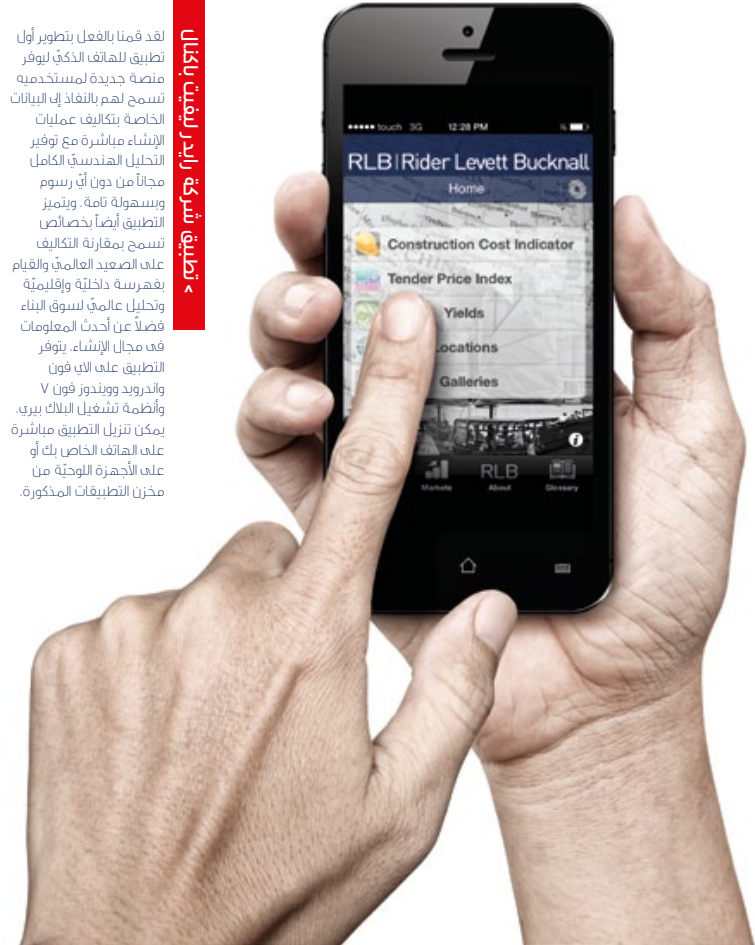 > تطبيق شركة رايدر ليفيت باكنال
لقد قمنا بالفعل بتطوير أول
تطبيق للهاتف الذكيّ ليوفر
منصة جديدة لمستخدميه
تسمح لهم بالنفاذ إلى البيانات
الخاصة بتكاليف عمليات
الإنشاء مباشرة مع توفير
التحليل الهندسيّ الكامل
مجاناً من دون أيّ رسوم
وبسهولة تامة. ويتميز
التطبيق أيضاً بخصائص
تسمح بمقارنة التكاليف
على الصعيد العالميّ والقيام
بفهرسة داخليّة وإقليميّة
وتحليل عالميّ لسوق البناء
فضلاً عن أحدث المعلومات
فى مجال الإنشاء. يتوفر
التطبيق على الاي فون
واندرويد وويندوز فون ٧
وأنظمة تشغيل البلاك بيري.
يمكن تنزيل التطبيق مباشرة
على الهاتف الخاص بك أو
على الأجهزة اللوحيّة من
مخزن التطبيقات المذكورة.
touch 3G 12:28 PM
RLB | Rider Levett Bucknall
Home
Construction Cost Indicator
Tender Price Index
Yields
ocations
Galleries
i
Markets RLB About Glossary